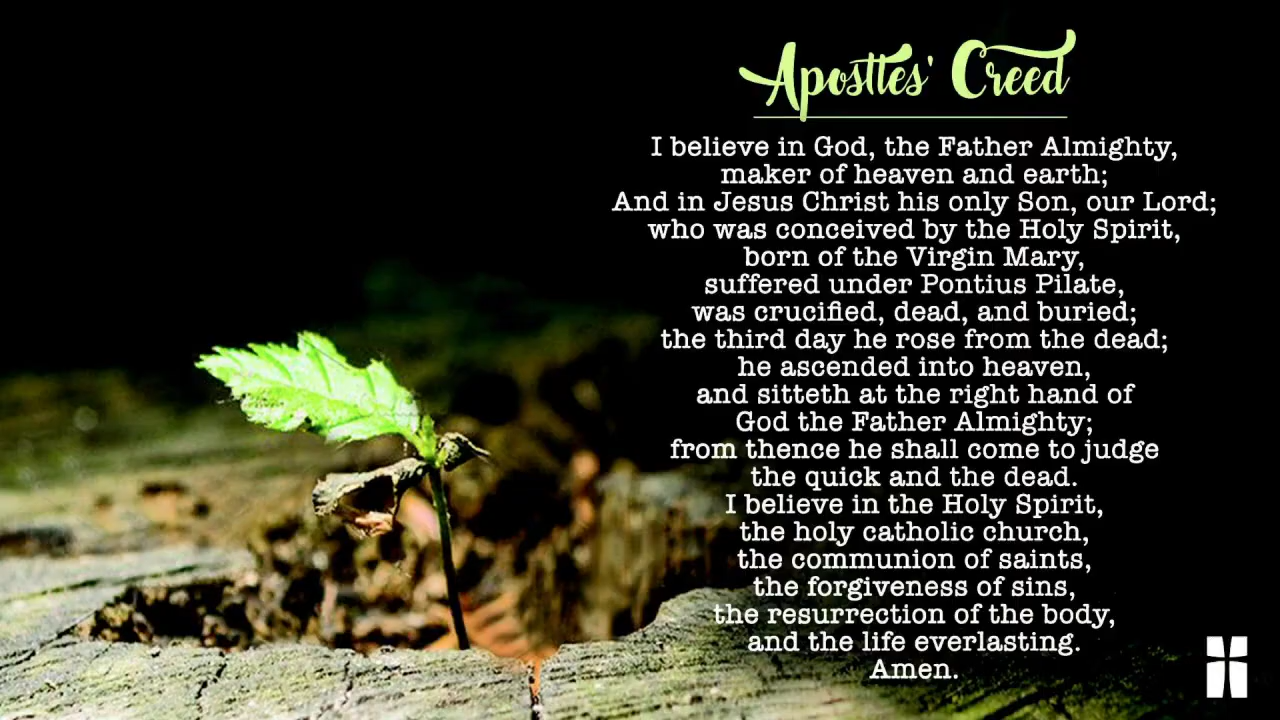 Apostles' Creed
I believe in God, the Father Almighty,
maker of heaven and earth;
And in Jesus Christ his only Son, our Lord;
who was conceived by the Holy Spirit,
born of the Virgin Mary,
suffered under Pontius Pilate,
was crucified, dead, and buried;
the third day he rose from the dead;
he ascended into heaven,
and sitteth at the right hand of
God the Father Almighty;
from thence he shall come to judge
the quick and the dead.
I believe in the Holy Spirit,
the holy catholic church,
the communion of saints,
the forgiveness of sins,
the resurrection of the body,
and the life everlasting.
Amen.